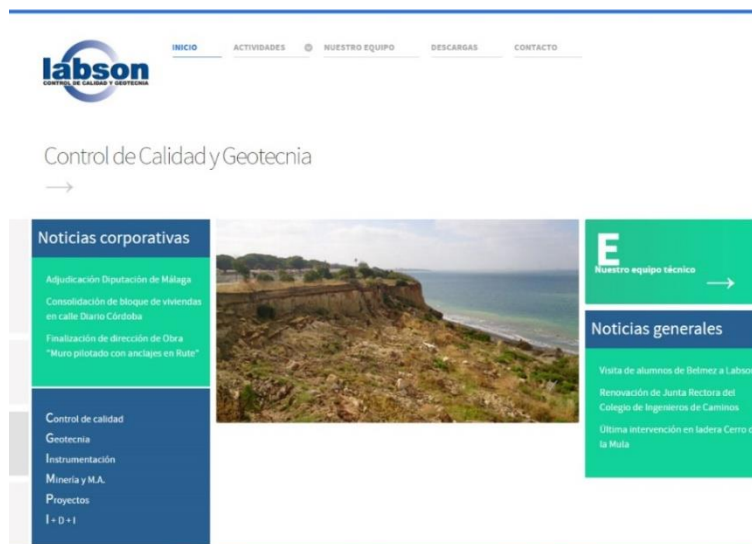 labson
CONTROL DE CALIDAD Y GEOTECNIA
INICIO
ACTIVIDADES
NUESTRO EQUIPO
DESCARGAS
CONTACTO
Control de Calidad y Geotecnia
Noticias corporativas
Adjudicación Diputación de Málaga
Consolidación de bloque de viviendas
en calle Diario Córdoba
Finalización de dirección de Obra
"Muro pilotado con anclajes en Rute"
Control de calidad
Geotecnia
Instrumentación
Minería y M.A.
Proyectos
I + D + I
E
Nuestro equipo técnico
Noticias generales
Visita de alumnos de Belmez a Labson
Renovación de Junta Rectora del
Colegio de Ingenieros de Caminos
Última intervención en ladera Cerro
la Mula